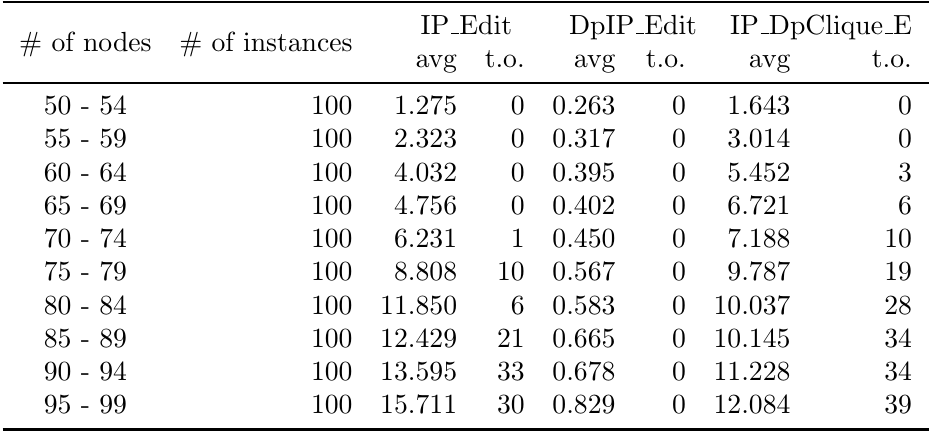 # of nodes # of instances IP_Edit DpIP_Edit IP_DpClique_E
avg t.o. avg t.o. avg t.o.
50 - 54 100 1.275 0 0.263 0 1.643 0
55 - 59 100 2.323 0 0.317 0 3.014 0
60 - 64 100 4.032 0 0.395 0 5.452 3
65 - 69 100 4.756 0 0.402 0 6.721 6
70 - 74 100 6.231 1 0.450 0 7.188 10
75 - 79 100 8.808 10 0.567 0 9.787 19
80 - 84 100 11.850 6 0.583 0 10.037 28
85 - 89 100 12.429 21 0.665 0 10.145 34
90 - 94 100 13.595 33 0.678 0 11.228 34
95 - 99 100 15.711 30 0.829 0 12.084 39